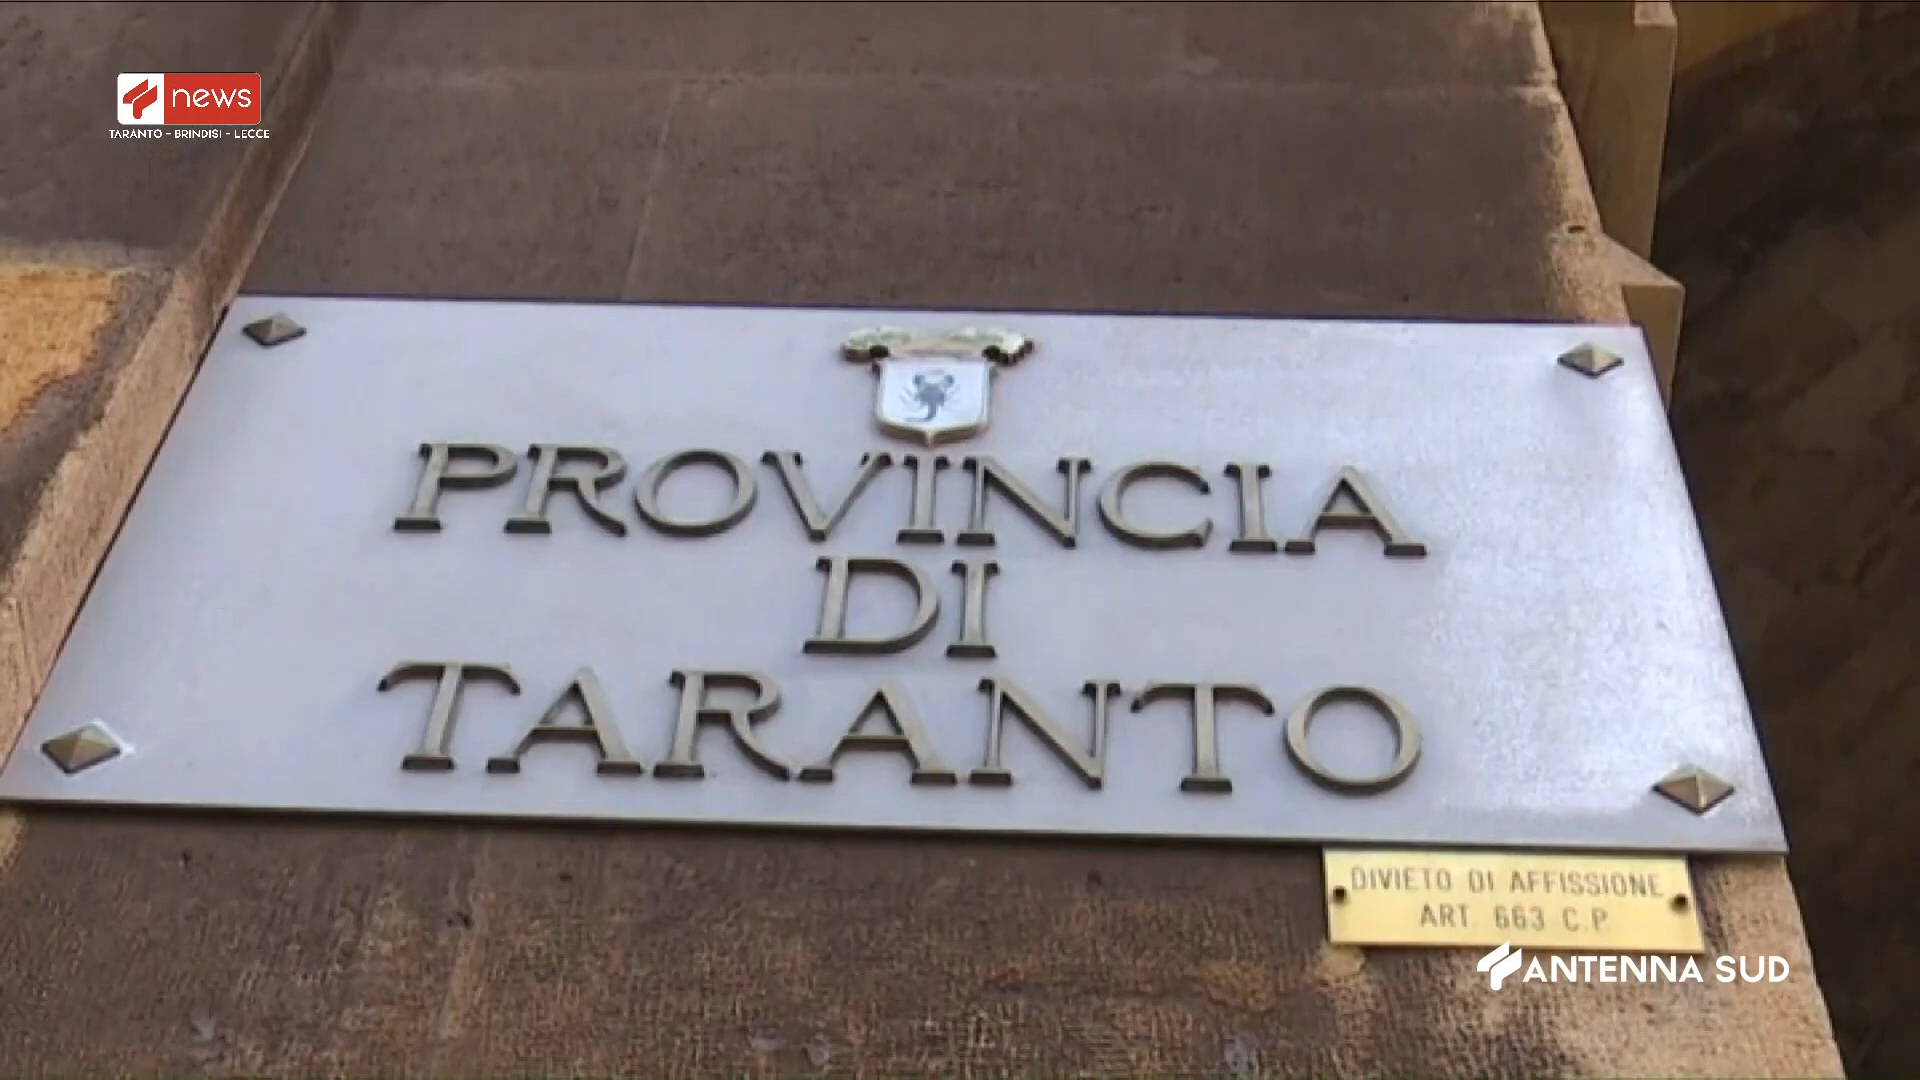 news
TARANTO - BRINDISI - LECCE
PROVINCIA
DI
TARANTO
DIVIETO DI AFFISSIONE
ART. 663 C.P.
ANTENNA SUD